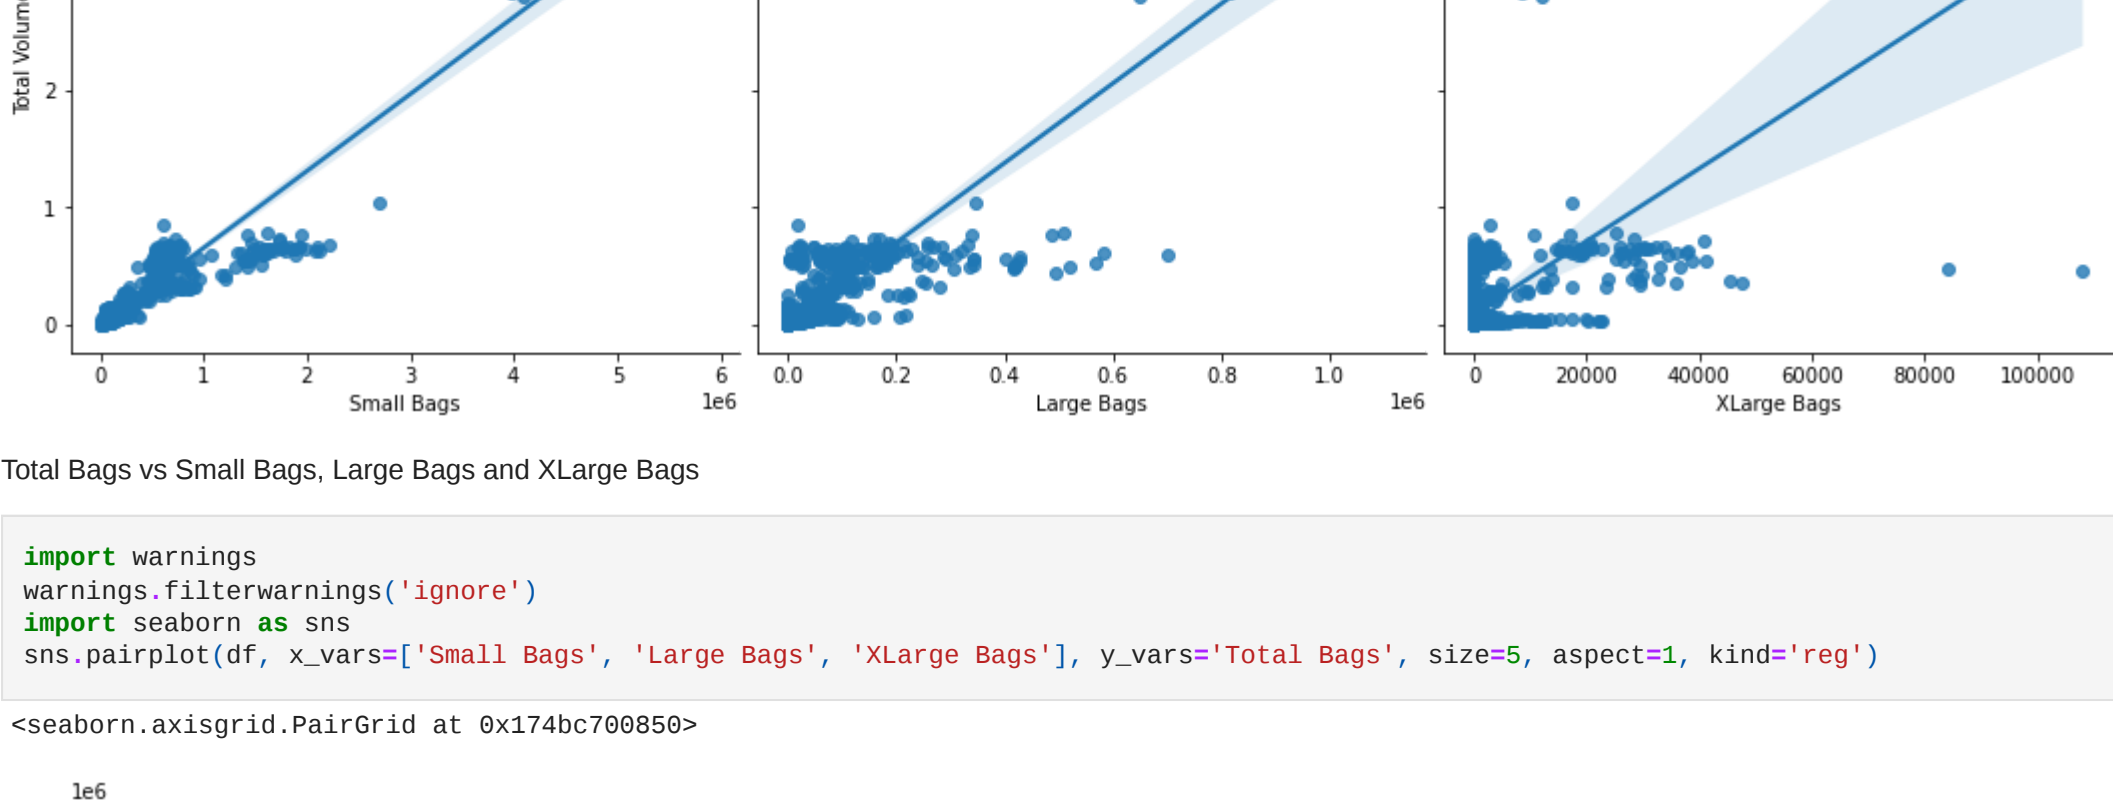 Total Volum
2
1
0
0 1 2 3 4 5 6
Small Bags 1e6
0.0 0.2 0.4 0.6 0.8 1.0
Large Bags 1e6
0 20000 40000 60000 80000 100000
XLarge Bags
Total Bags vs Small Bags, Large Bags and XLarge Bags
import warnings
warnings.filterwarnings('ignore')
import seaborn as sns
sns.pairplot(df, x_vars=['Small Bags', 'Large Bags', 'XLarge Bags'], y_vars='Total Bags', size=5, aspect=1, kind='reg')
<seaborn.axisgrid.PairGrid at 0x174bc700850>
1e6